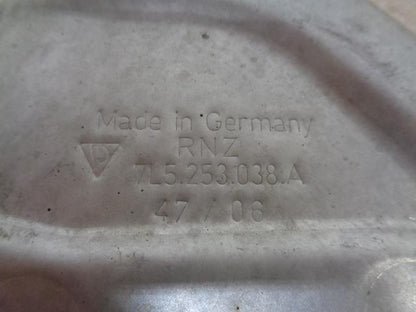 Made in Germany
RNZ
7L5.253.038.A
47 / 06